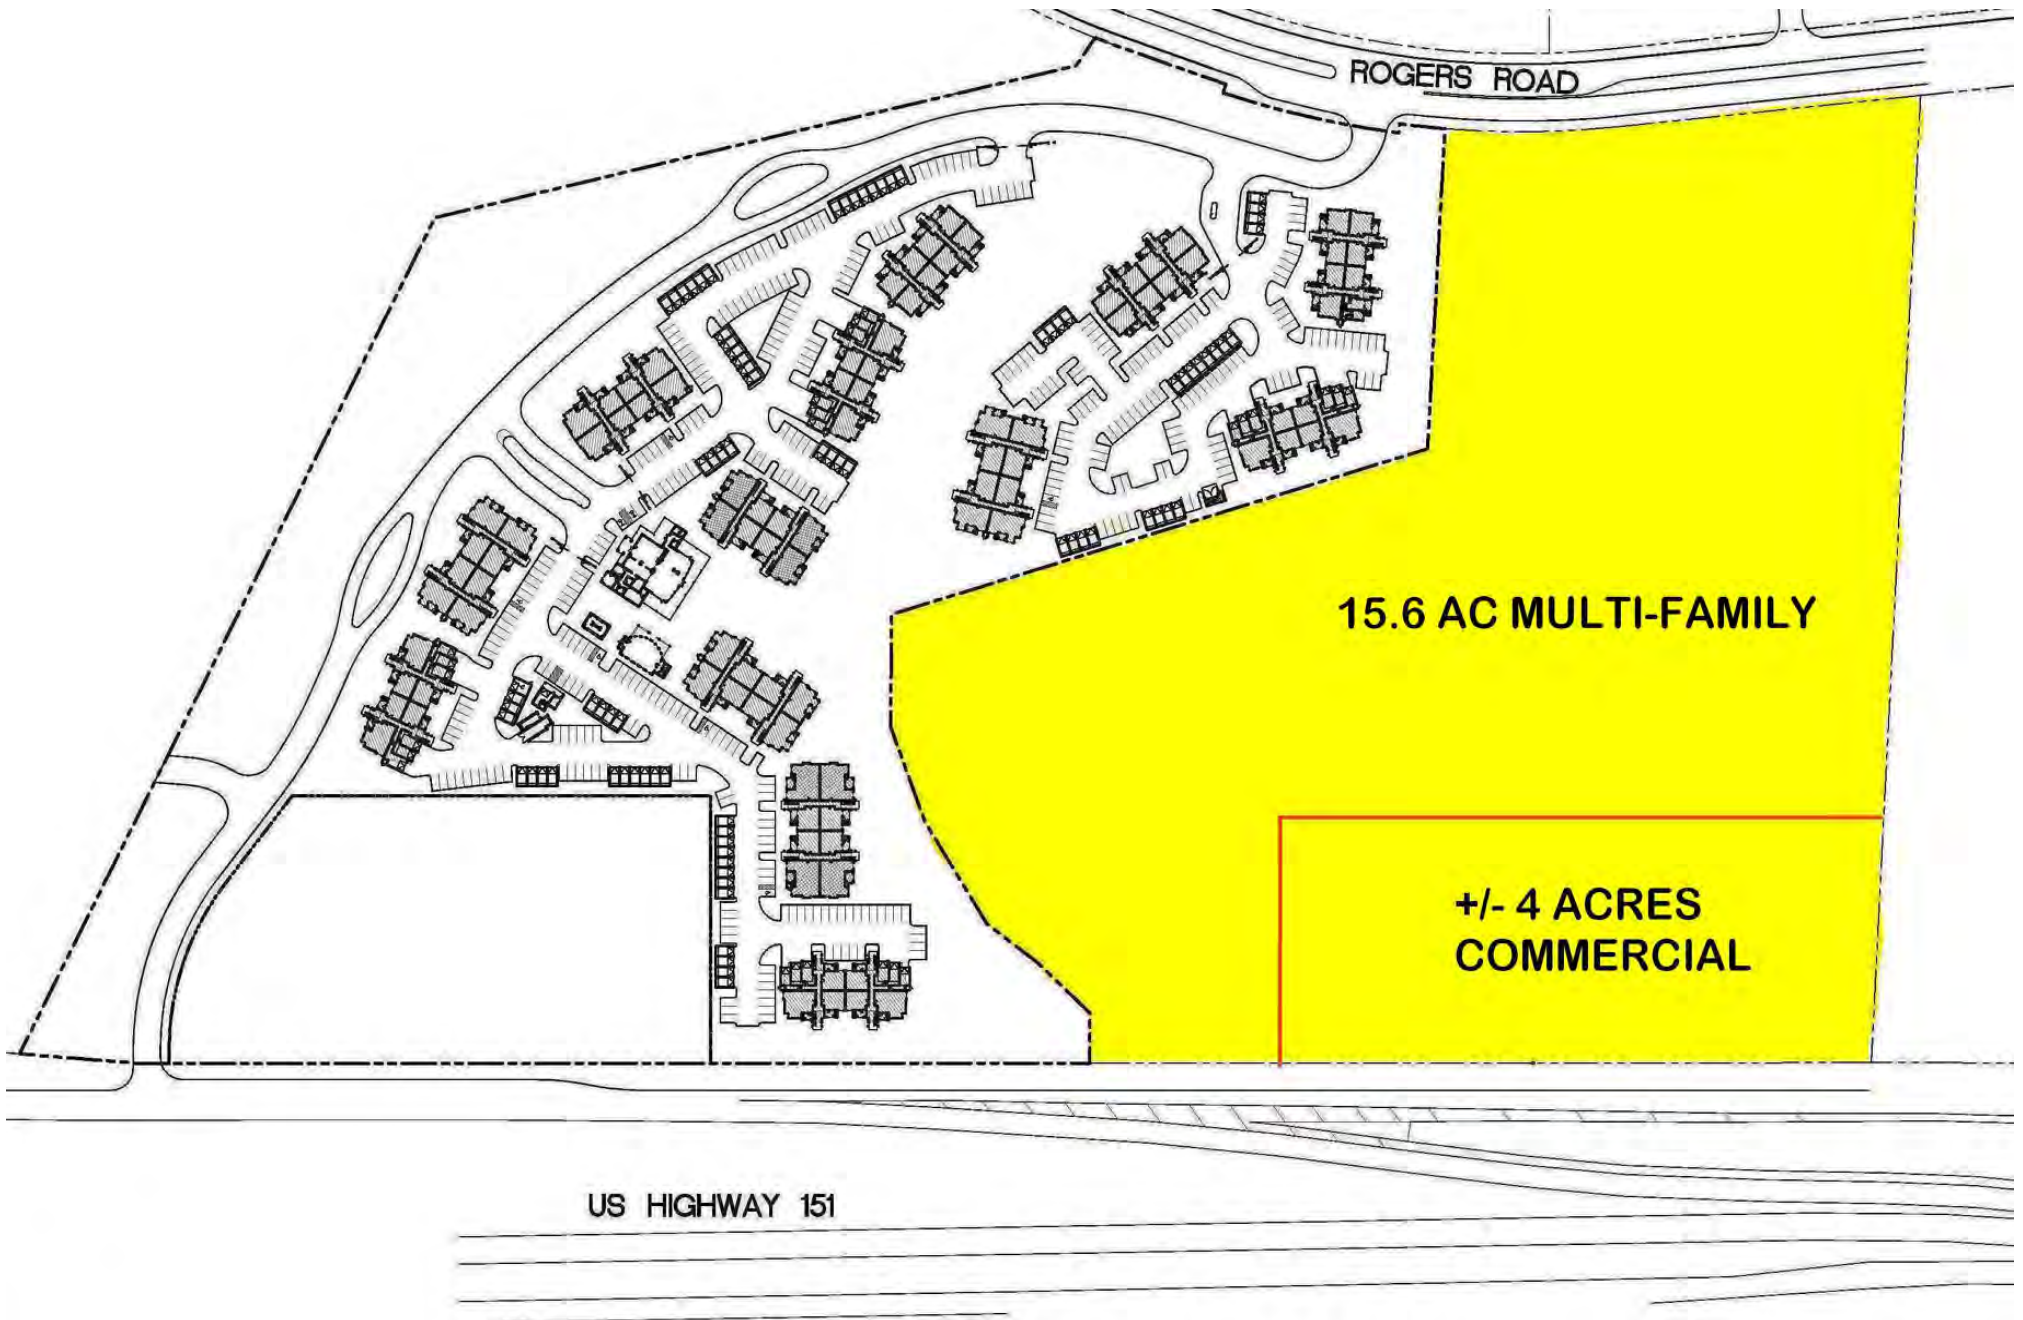 ROGERS ROAD
15.6 AC MULTI-FAMILY
+/- 4 ACRES
COMMERCIAL
US HIGHWAY 151